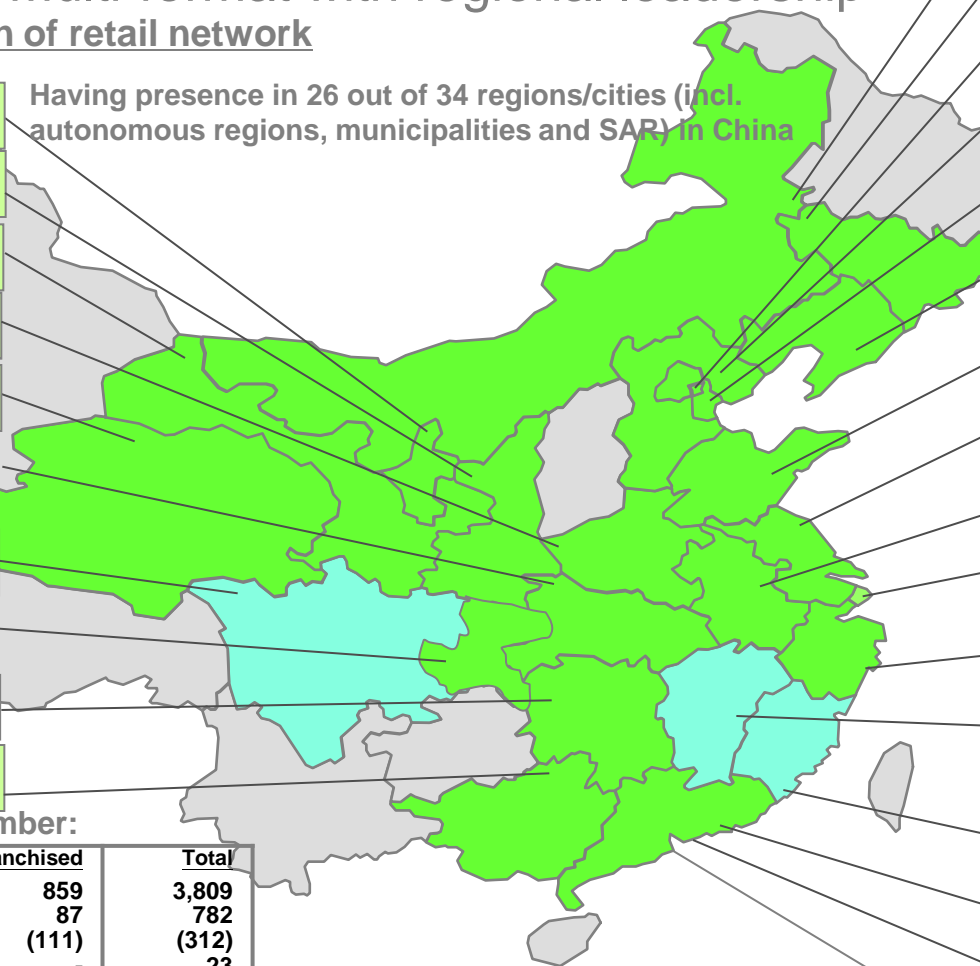 n of retail network
Having presence in 26 out of 34 regions/cities (incl.
autonomous regions, municipalities and SAR) in China
mber:
anchised Total
859 3,809
87 782
(111) (312)
- 23